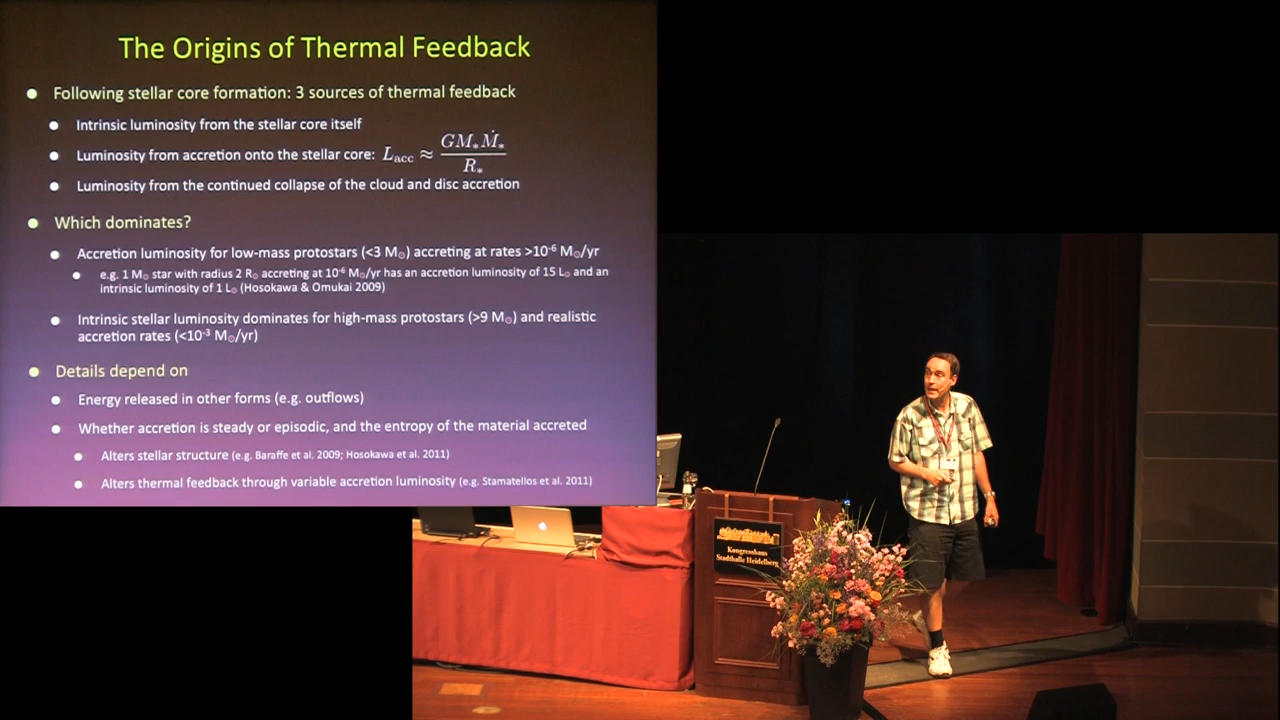 The Origins of Thermal Feedback
Following stellar core formation: 3 sources of thermal feedback
Intrinsic luminosity from the stellar core itself
Luminosity from accretion onto the stellar core: L_acc ≈ GM_*Ṁ_* / R_*
Luminosity from the continued collapse of the cloud and disc accretion
Which dominates?
Accretion luminosity for low-mass protostars (<3 M☉) accreting at rates >10⁻⁶ M☉/yr
e.g. 1 M☉ star with radius 2 R☉ accreting at 10⁻⁶ M☉/yr has an accretion luminosity of 15 L☉ and an
intrinsic luminosity of 1 L☉ (Hosokawa & Omukai 2009)
Intrinsic stellar luminosity dominates for high-mass protostars (>9 M☉) and realistic
accretion rates (<10⁻³ M☉/yr)
Details depend on
Energy released in other forms (e.g. outflows)
Whether accretion is steady or episodic, and the entropy of the material accreted
Alters stellar structure (e.g. Baraffe et al. 2009; Hosokawa et al. 2011)
Alters thermal feedback through variable accretion luminosity (e.g. Stamatellos et al. 2011)
Kongresshaus
Stadthalle Heidelberg